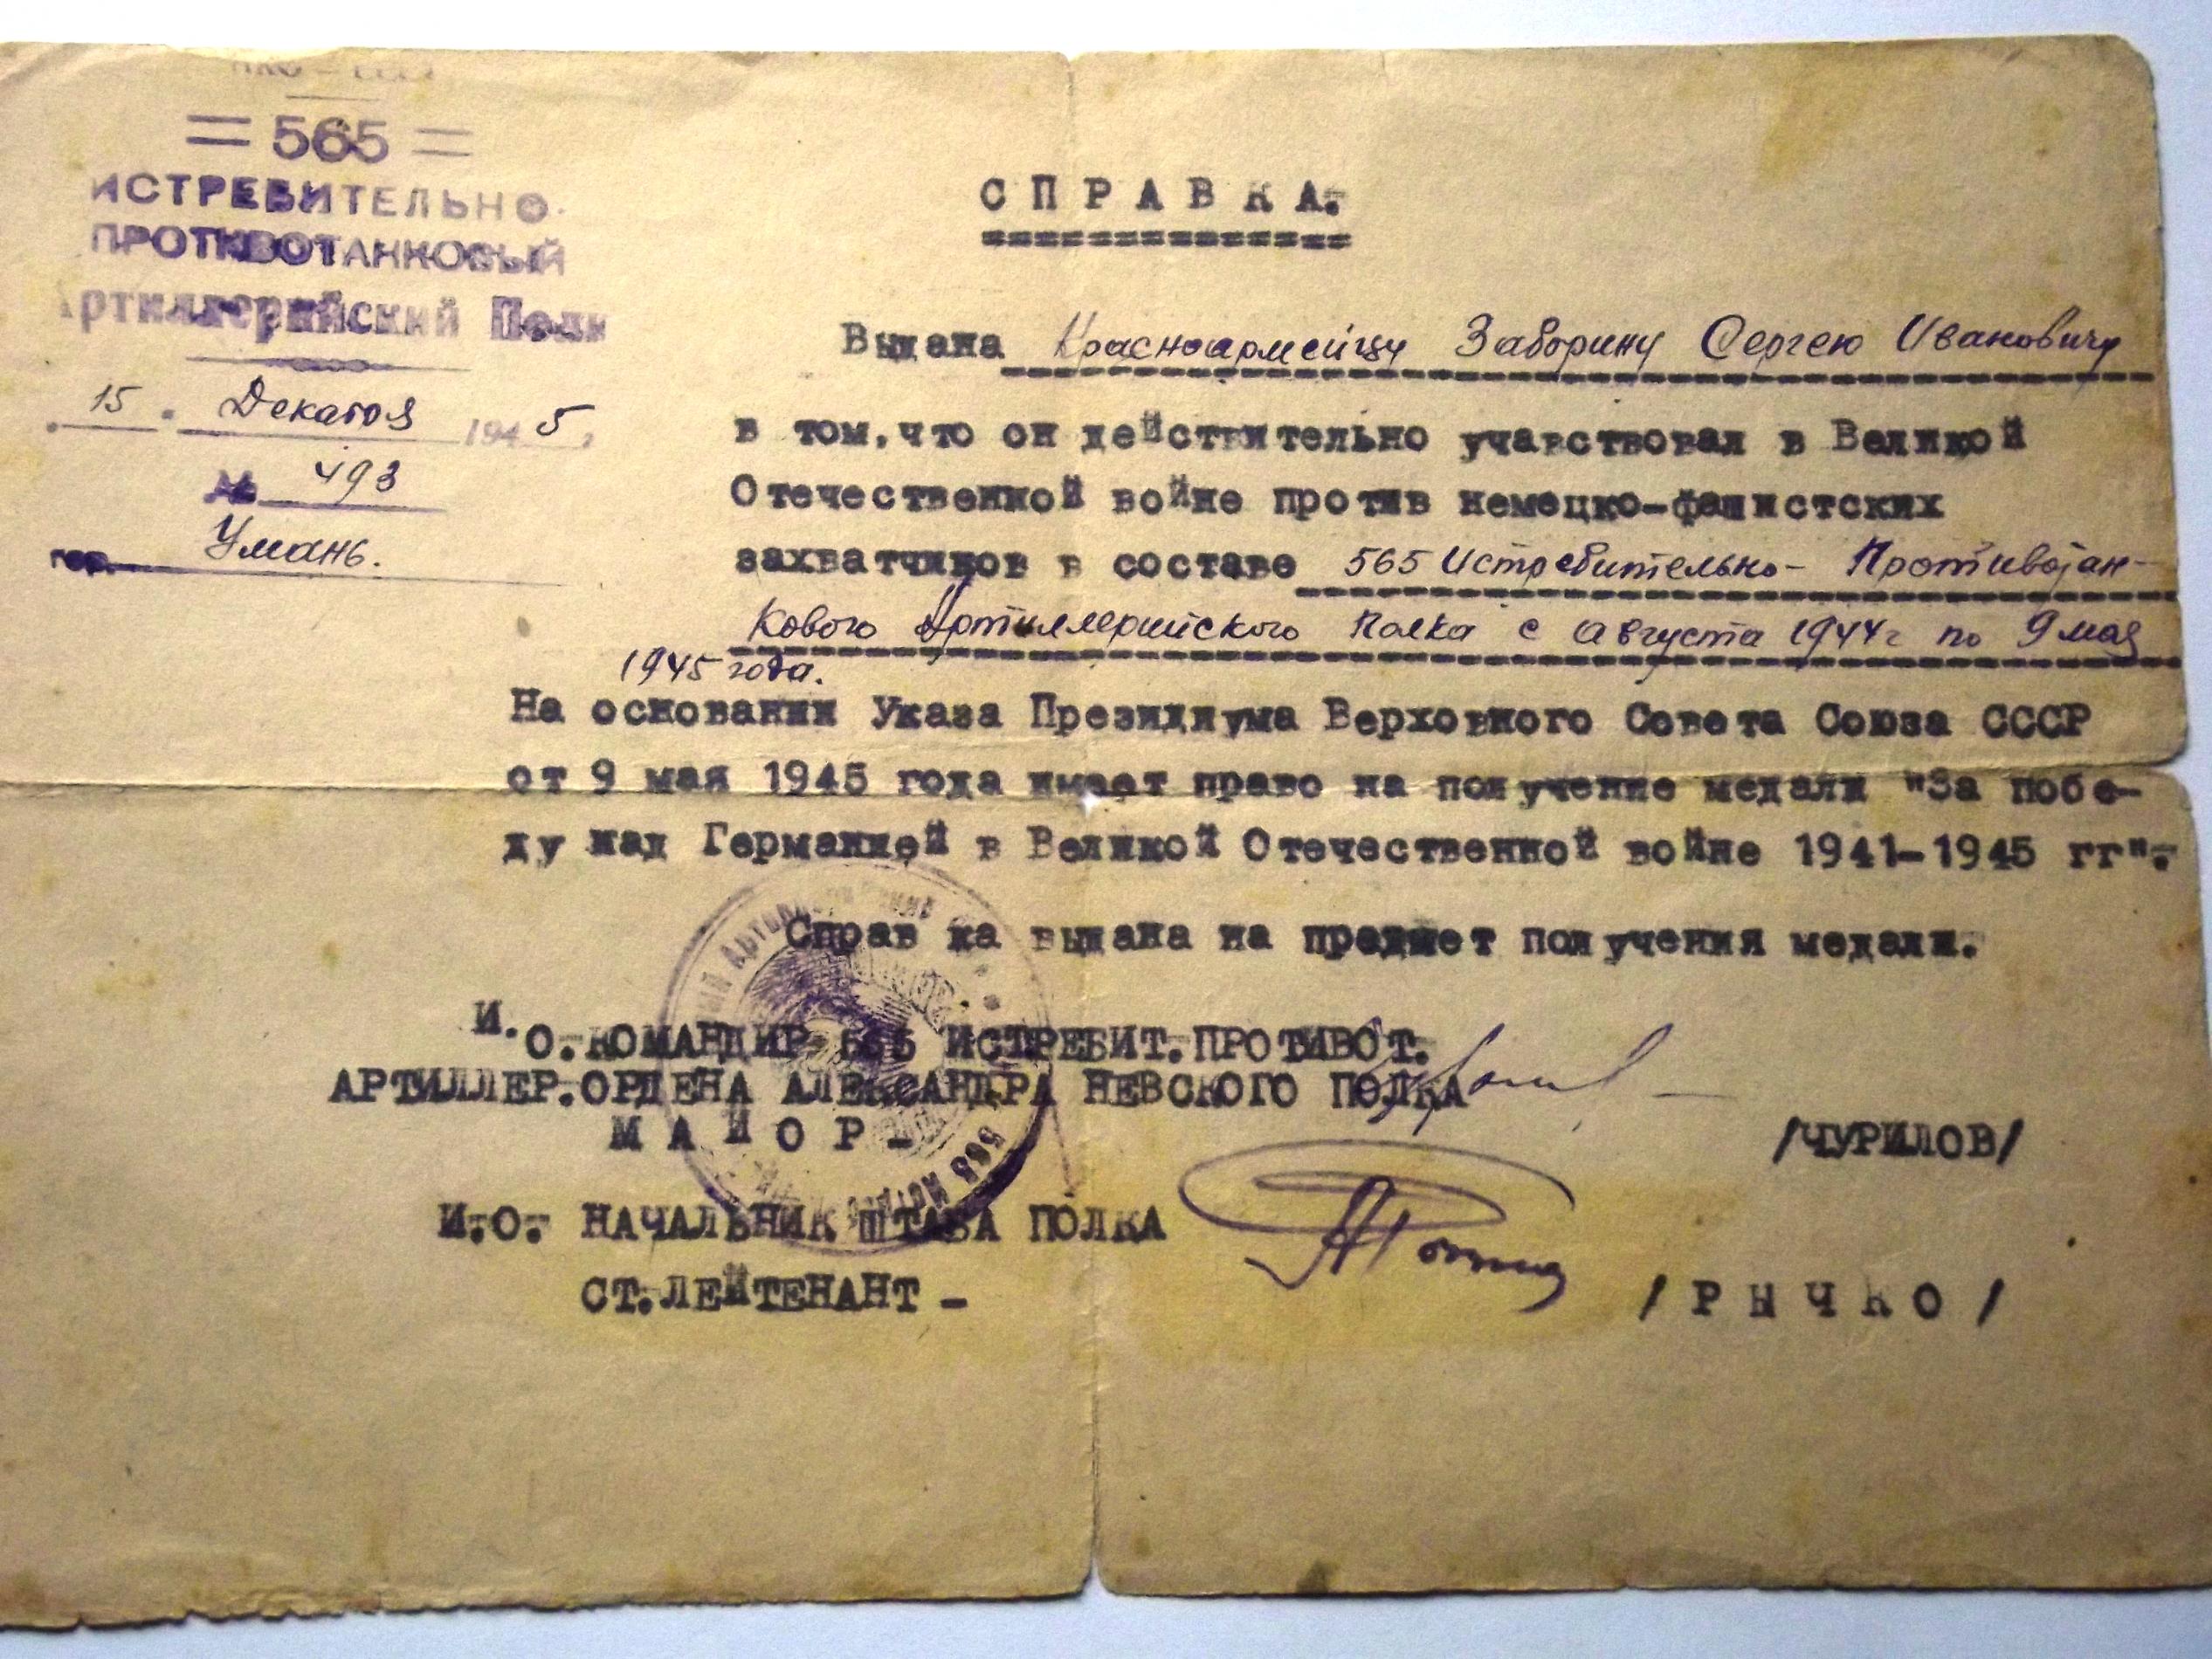 НКО – СССР
= 565 =
ИСТРЕБИТЕЛЬНО-
ПРОТИВОТАНКОВЫЙ
Артиллерийский Полк
15 . Декабря 1945 г
№ 493
гор. Умань.
СПРАВКА.
Выдана Красноармейцу Заборину Сергею Ивановичу
в том, что он действительно учавствовал в Великой
Отечественной войне против немецко-фашистских
захватчиков в составе 565 Истребительно- Противотан-
кового Артиллерийского Полка с Августа 1944г по 9 мая
1945 года.
На основании Указа Президиума Верховного Совета Союза СССР
от 9 мая 1945 года имеет право на получение медали "За побе-
ду над Германией в Великой Отечественной войне 1941-1945 гг".
Справка выдана на предмет получения медали.
И.О.КОМАНДИР 565 ИСТРЕБИТ.ПРОТИВОТ.
АРТИЛЛЕР.ОРДЕНА АЛЕКСАНДРА НЕВСКОГО ПОЛКА
МАЙОР -
/ЧУРИЛОВ/
И.О. НАЧАЛЬНИК ШТАБА ПОЛКА
СТ.ЛЕЙТЕНАНТ -
/РЫЧКО/